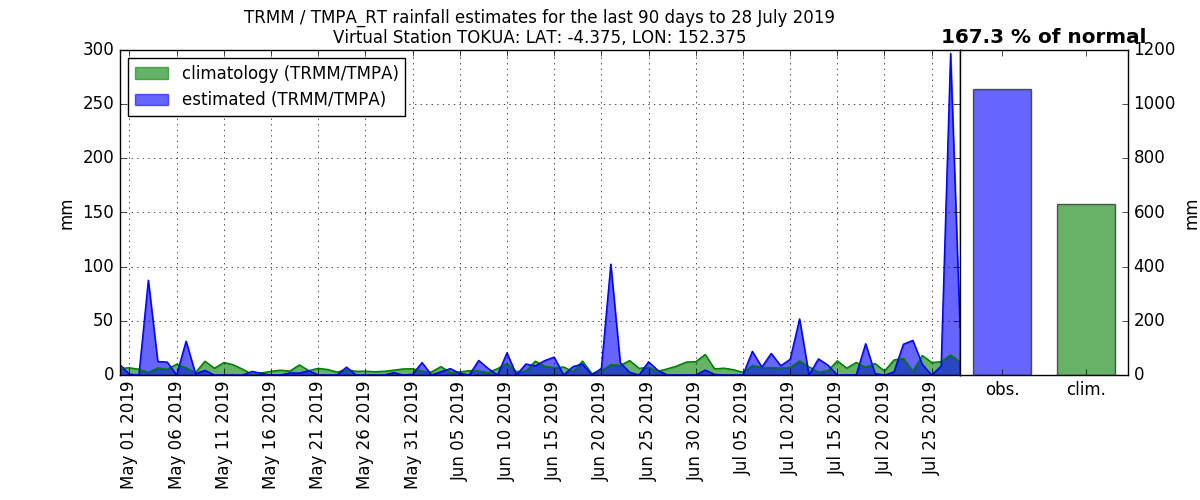 TRMM / TMPA_RT rainfall estimates for the last 90 days to 28 July 2019
Virtual Station TOKUA: LAT: -4.375, LON: 152.375
167.3 % of normal
climatology (TRMM/TMPA)
estimated (TRMM/TMPA)
300
250
200
150
100
50
0
mm
May 01 2019
May 06 2019
May 11 2019
May 16 2019
May 21 2019
May 26 2019
May 31 2019
Jun 05 2019
Jun 10 2019
Jun 15 2019
Jun 20 2019
Jun 25 2019
Jun 30 2019
Jul 05 2019
Jul 10 2019
Jul 15 2019
Jul 20 2019
Jul 25 2019
obs.
clim.
1200
1000
800
600
400
200
0
mm